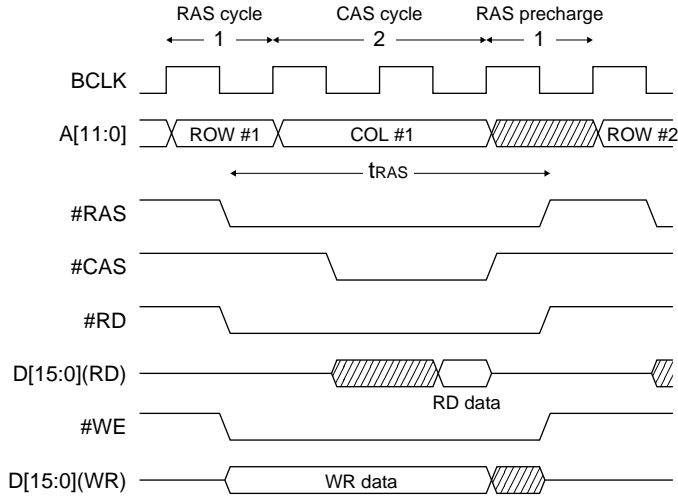 RAS cycle CAS cycle RAS precharge
1 2 1
BCLK
A[11:0] ROW #1 COL #1 ROW #2
tRAS
#RAS
#CAS
#RD
D[15:0](RD)
RD data
#WE
D[15:0](WR) WR data